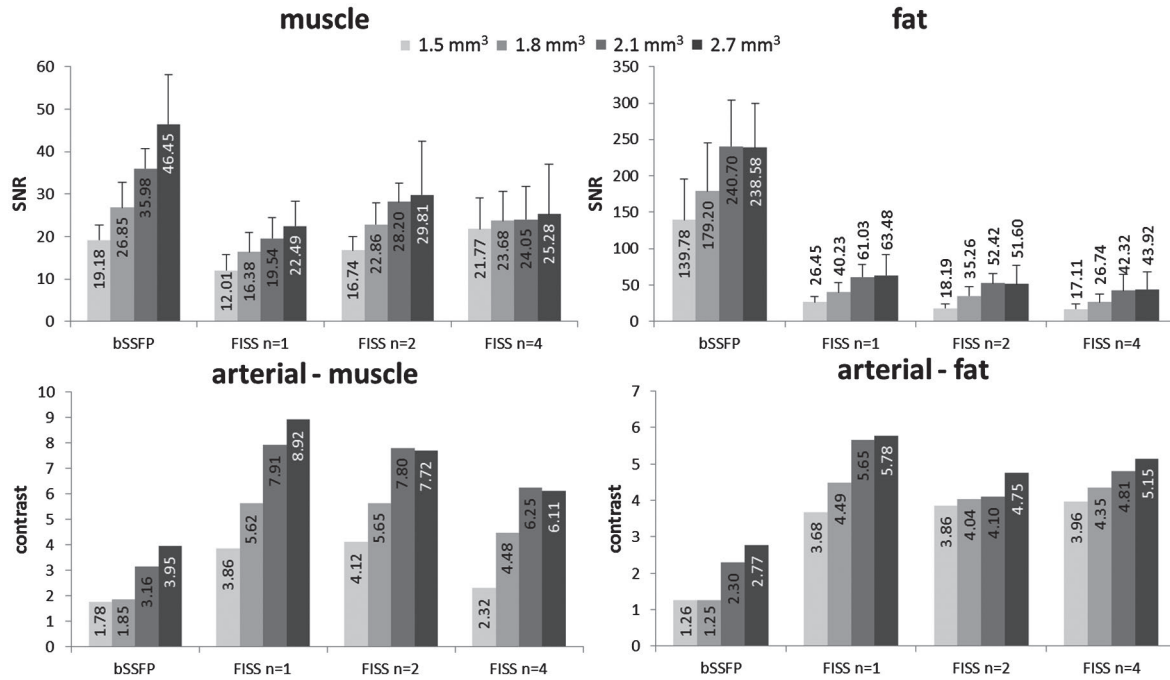 muscle
fat
1.5 mm³ 1.8 mm³ 2.1 mm³ 2.7 mm³
SNR
60
50
40
30
20
10
0
19.18 26.85 35.98 46.45
12.01 16.38 19.54 22.49
16.74 22.86 28.20 29.81
21.77 23.68 24.05 25.28
bSSFP FISS n=1 FISS n=2 FISS n=4
SNR
350
300
250
200
150
100
50
0
139.78 179.20 240.70 238.58
26.45 40.23 61.03 63.48
18.19 35.26 52.42 51.60
17.11 26.74 42.32 43.92
bSSFP FISS n=1 FISS n=2 FISS n=4
arterial - muscle
contrast
10
9
8
7
6
5
4
3
2
1
0
1.78 1.85 3.16 3.95
3.86 5.62 7.91 8.92
4.12 5.65 7.80 7.72
2.32 4.48 6.25 6.11
bSSFP FISS n=1 FISS n=2 FISS n=4
arterial - fat
contrast
7
6
5
4
3
2
1
0
1.26 1.25 2.30 2.77
3.68 4.49 5.65 5.78
3.86 4.04 4.10 4.75
3.96 4.35 4.81 5.15
bSSFP FISS n=1 FISS n=2 FISS n=4